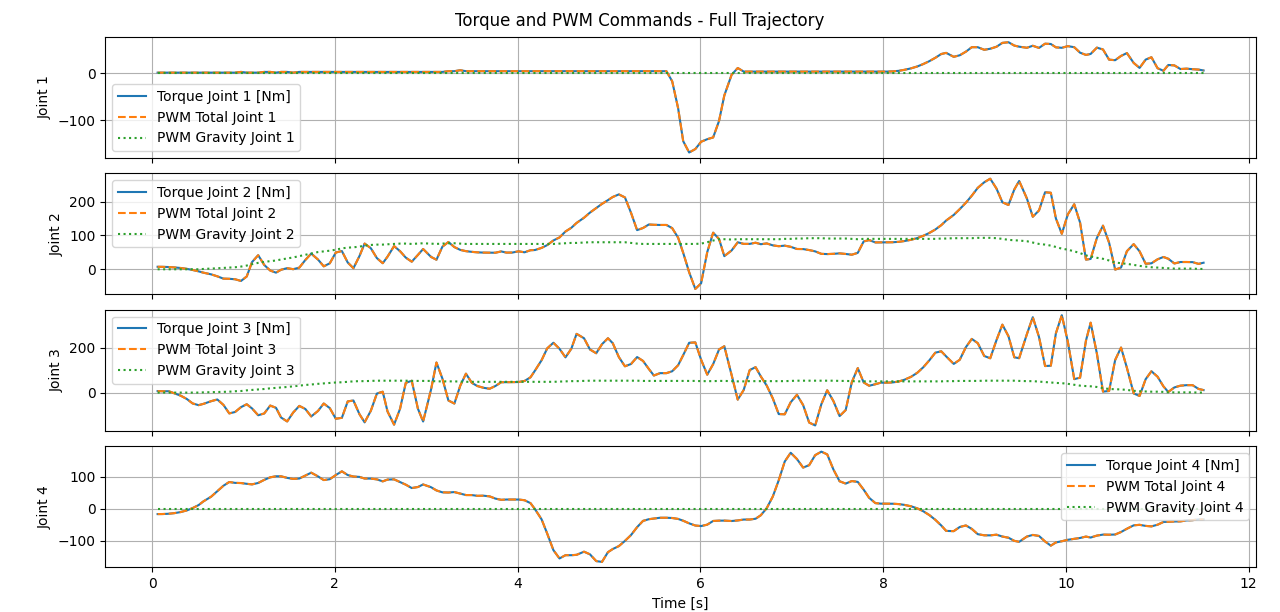 Torque and PWM Commands - Full Trajectory
Joint 1
0
−100
Torque Joint 1 [Nm]
PWM Total Joint 1
PWM Gravity Joint 1
Joint 2
200
100
0
Torque Joint 2 [Nm]
PWM Total Joint 2
PWM Gravity Joint 2
Joint 3
200
0
Torque Joint 3 [Nm]
PWM Total Joint 3
PWM Gravity Joint 3
Joint 4
100
0
−100
Torque Joint 4 [Nm]
PWM Total Joint 4
PWM Gravity Joint 4
0 2 4 6 8 10 12
Time [s]